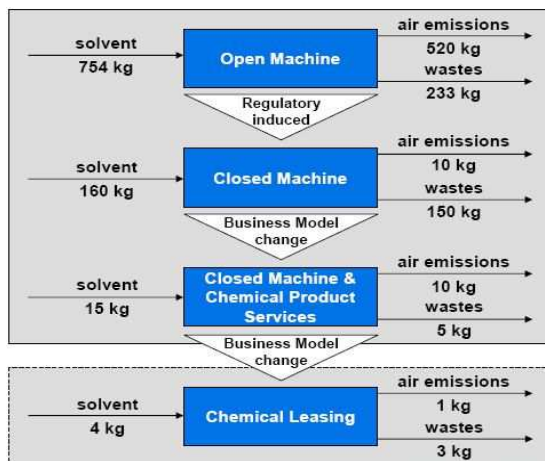 air emissions
solvent
520 kg
Open Machine
754 kg
wastes
233 kg
Regulatory
induced
air emissions
solvent
10 kg
Closed Machine
160 kg
wastes
150 kg
Business Model
change
air emissions
solvent
10 kg
Closed Machine &
Chemical Product
Services
15 kg
wastes
5 kg
Business Model
change
air emissions
solvent
1 kg
Chemical Leasing
4 kg
wastes
3 kg